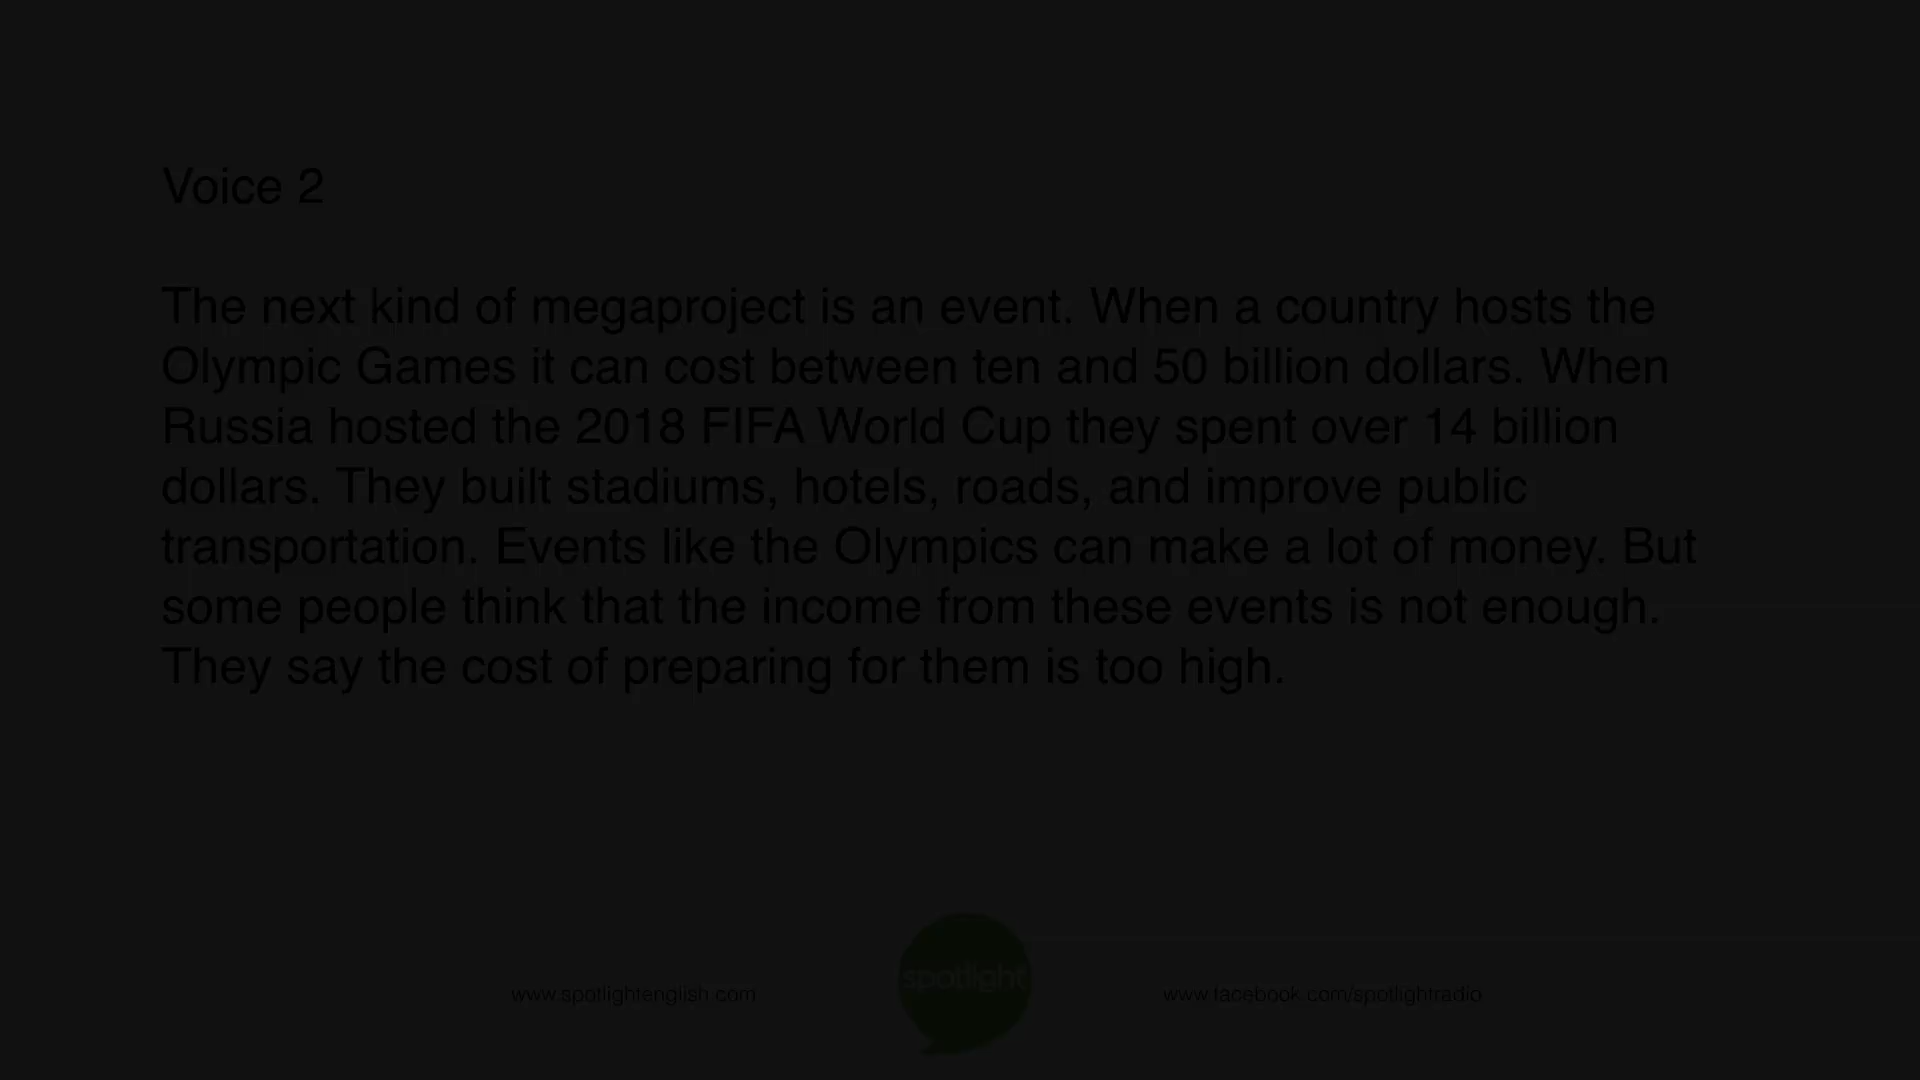 Voice 2
The next kind of megaproject is an event. When a country hosts the
Olympic Games it can cost between ten and 50 billion dollars. When
Russia hosted the 2018 FIFA World Cup they spent over 14 billion
dollars. They built stadiums, hotels, roads, and improve public
transportation. Events like the Olympics can make a lot of money. But
some people think that the income from these events is not enough.
They say the cost of preparing for them is too high.
spotlight
www.spotlightenglish.com
www.facebook.com/spotlightradio